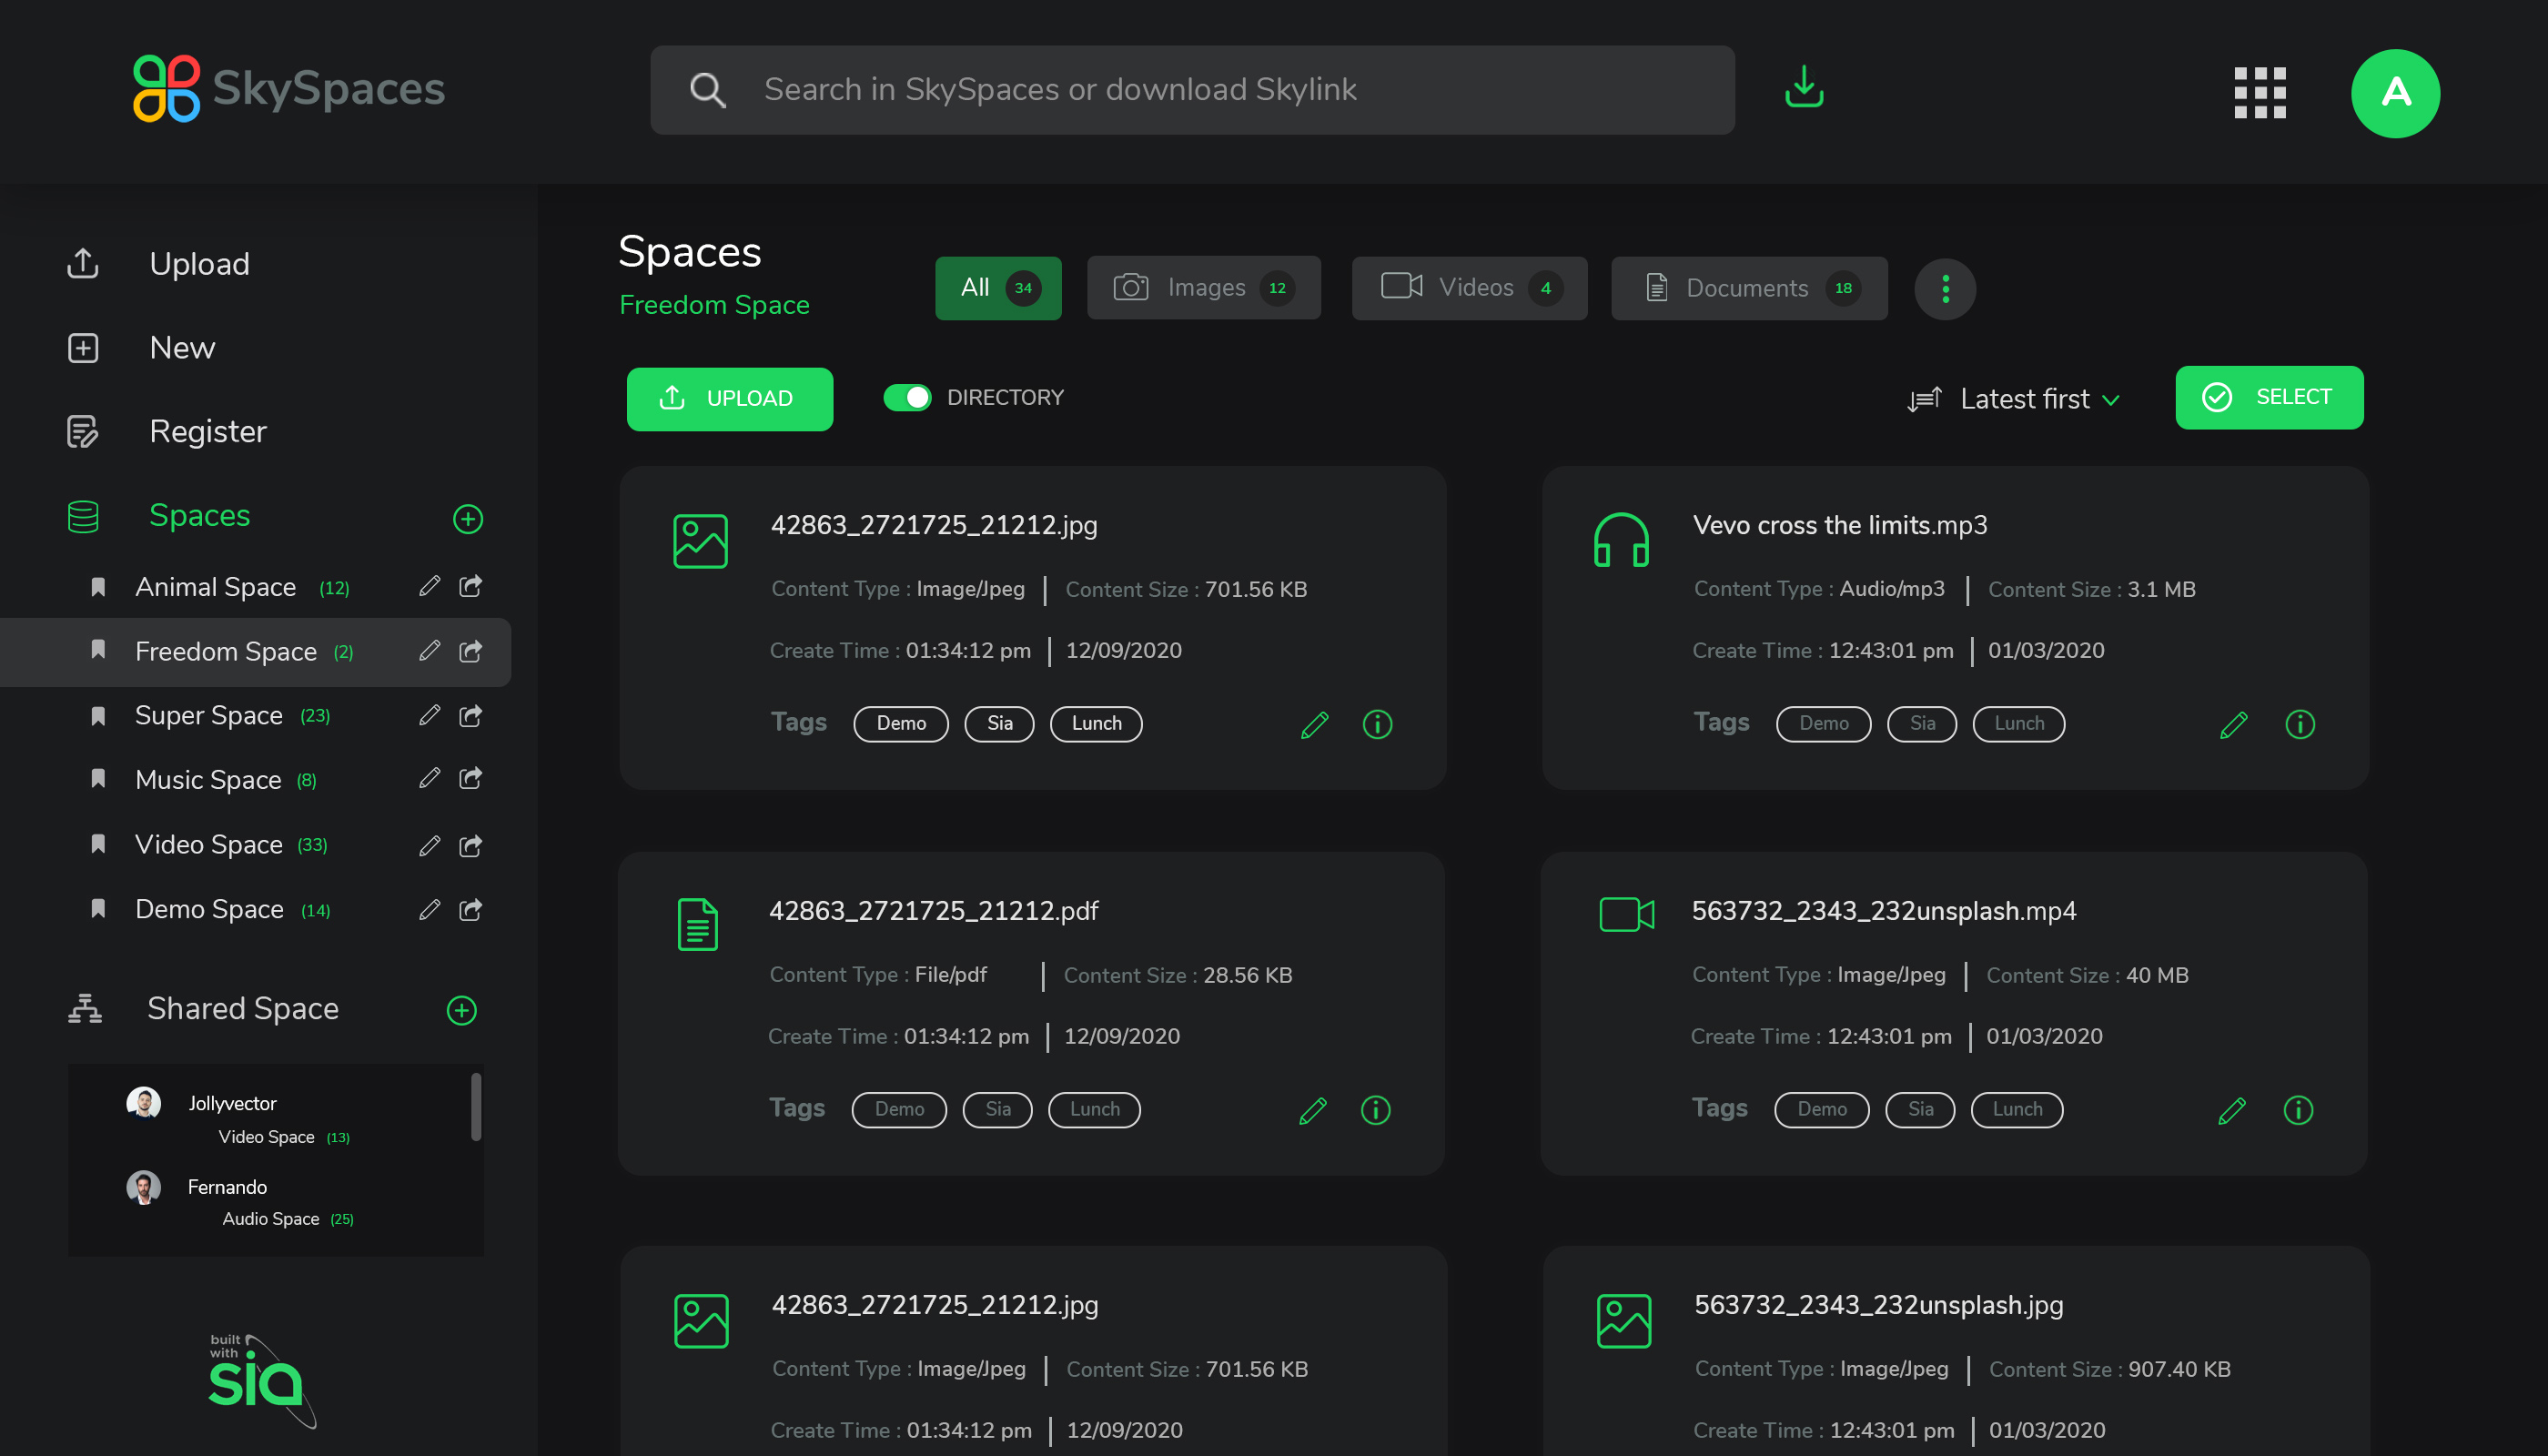 SkySpaces
Search in SkySpaces or download Skylink
A
Upload
New
Register
Spaces
Animal Space (12)
Freedom Space (2)
Super Space (23)
Music Space (8)
Video Space (33)
Demo Space (14)
Shared Space
Jollyvector
Video Space (13)
Fernando
Audio Space (25)
built
with
sia
Spaces
Freedom Space
All 34
Images 12
Videos 4
Documents 18
UPLOAD
DIRECTORY
Latest first
SELECT
42863_2721725_21212.jpg
Content Type : Image/Jpeg | Content Size : 701.56 KB
Create Time : 01:34:12 pm | 12/09/2020
Tags Demo Sia Lunch
Vevo cross the limits.mp3
Content Type : Audio/mp3 | Content Size : 3.1 MB
Create Time : 12:43:01 pm | 01/03/2020
Tags Demo Sia Lunch
42863_2721725_21212.pdf
Content Type : File/pdf | Content Size : 28.56 KB
Create Time : 01:34:12 pm | 12/09/2020
Tags Demo Sia Lunch
563732_2343_232unsplash.mp4
Content Type : Image/Jpeg | Content Size : 40 MB
Create Time : 12:43:01 pm | 01/03/2020
Tags Demo Sia Lunch
42863_2721725_21212.jpg
Content Type : Image/Jpeg | Content Size : 701.56 KB
Create Time : 01:34:12 pm | 12/09/2020
563732_2343_232unsplash.jpg
Content Type : Image/Jpeg | Content Size : 907.40 KB
Create Time : 12:43:01 pm | 01/03/2020